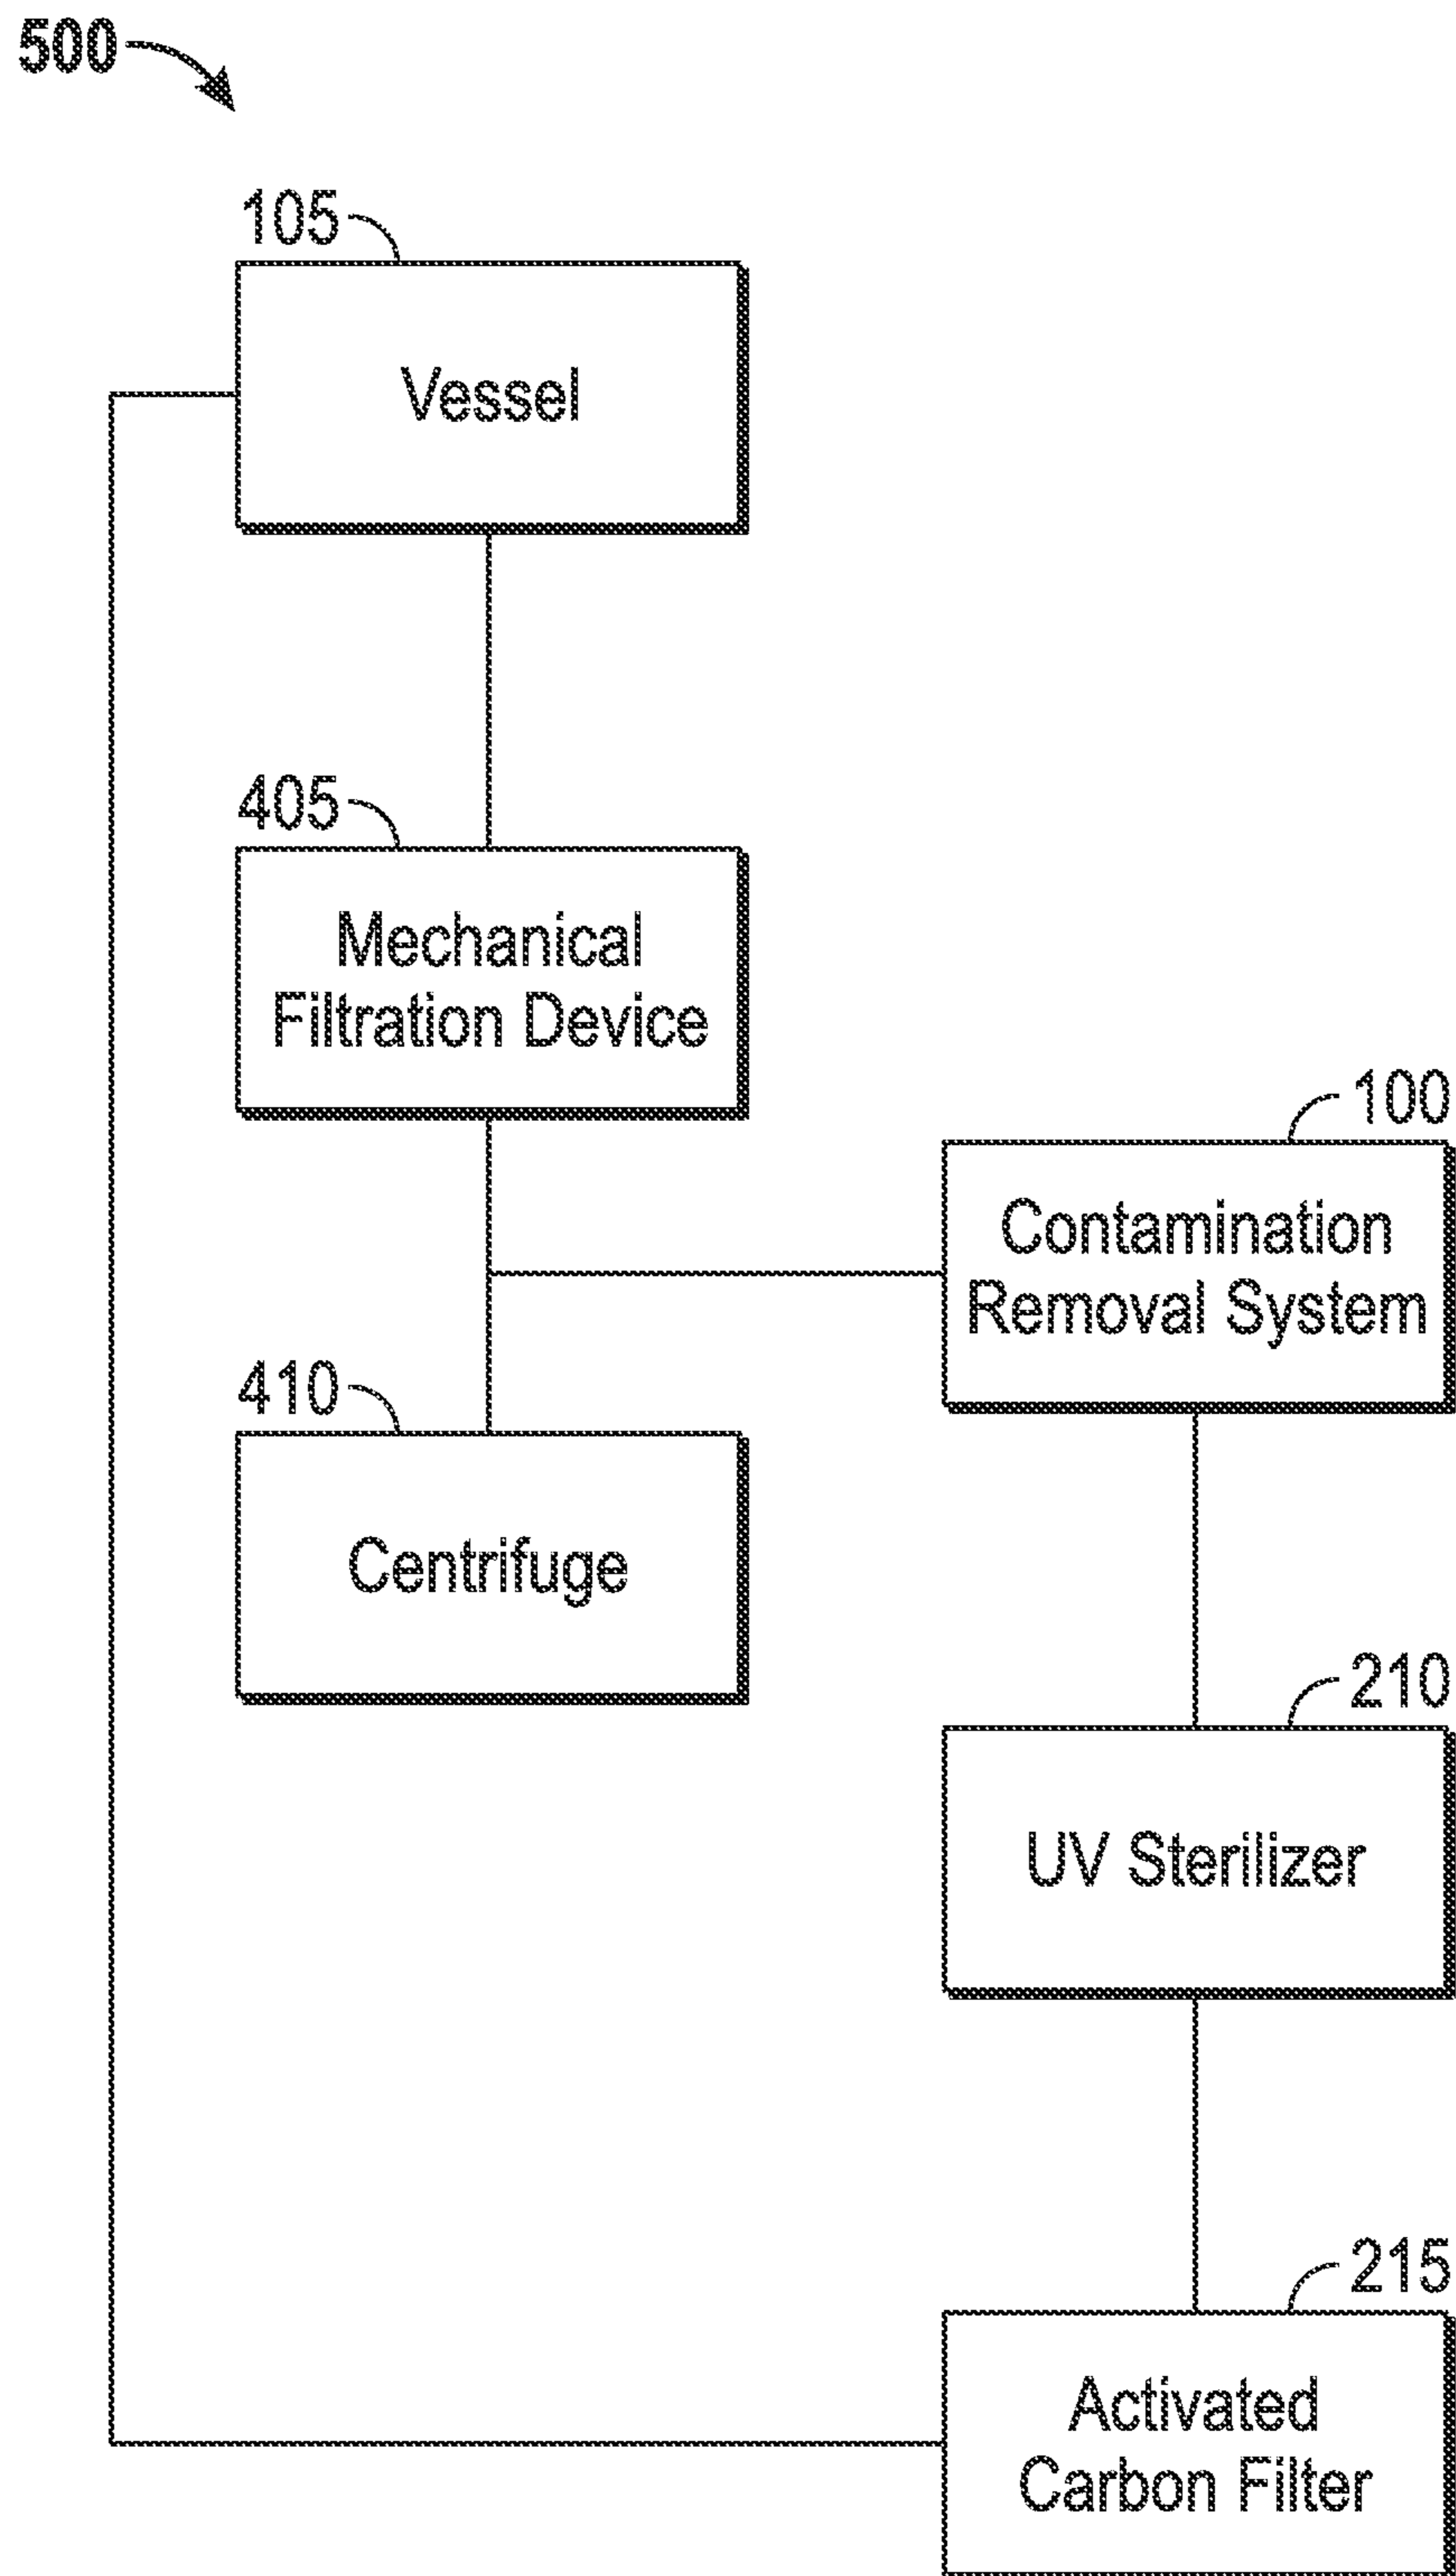 500
105
Vessel
405
Mechanical
Filtration Device
100
Contamination
Removal System
410
Centrifuge
210
UV Sterilizer
215
Activated
Carbon Filter